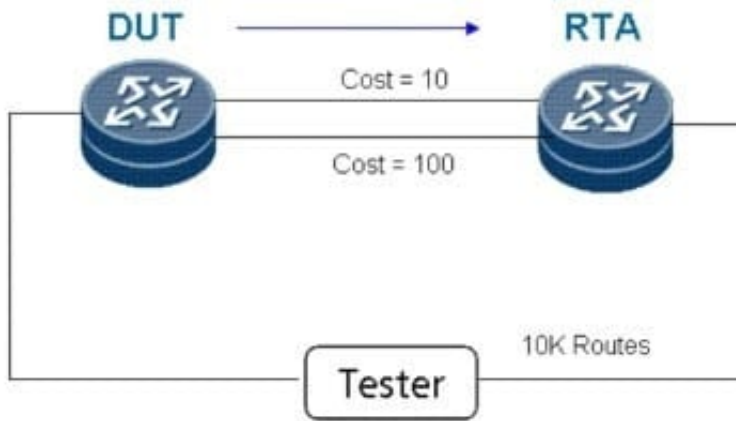 DUT
RTA
Cost = 10
Cost = 100
10K Routes
Tester